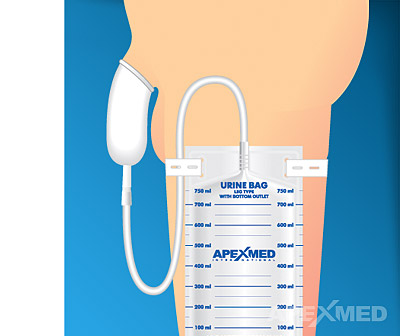 URINE BAG
LEG TYPE
WITH BOTTOM OUTLET
750 ml 750 ml
700 ml 700 ml
600 ml 600 ml
500 ml 500 ml
APEXMED
INTERNATIONAL
400 ml 400 ml
300 ml 300 ml
200 ml 200 ml
100 ml 100 ml
APEXMED